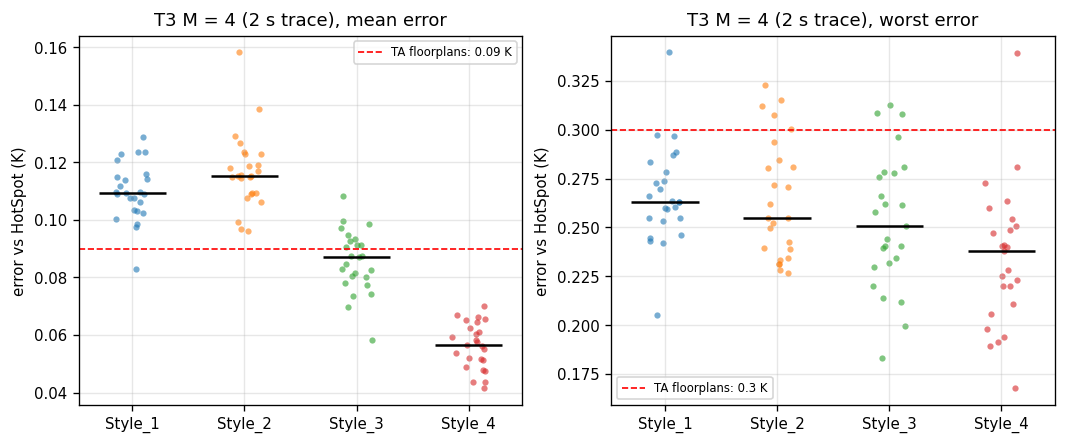 T3 M = 4 (2 s trace), mean error
error vs HotSpot (K)
0.16
0.14
0.12
0.10
0.08
0.06
0.04
TA floorplans: 0.09 K
Style_1 Style_2 Style_3 Style_4
T3 M = 4 (2 s trace), worst error
error vs HotSpot (K)
0.325
0.300
0.275
0.250
0.225
0.200
0.175
TA floorplans: 0.3 K
Style_1 Style_2 Style_3 Style_4